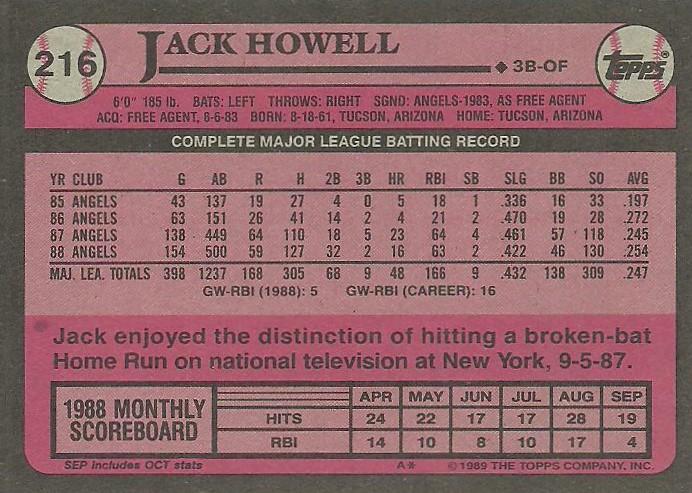 216 JACK HOWELL
3B-OF
Topps®
6'0" 185 lb. BATS: LEFT THROWS: RIGHT SGND: ANGELS-1983, AS FREE AGENT
ACQ: FREE AGENT, 8-6-83 BORN: 8-18-61, TUCSON, ARIZONA HOME: TUCSON, ARIZONA
COMPLETE MAJOR LEAGUE BATTING RECORD
YR CLUB G AB R H 2B 3B HR RBI SB SLG BB SO AVG
85 ANGELS 43 137 19 27 4 0 5 18 1 .336 16 33 .197
86 ANGELS 63 151 26 41 14 2 4 21 2 .470 19 28 .272
87 ANGELS 138 449 64 110 18 5 23 64 4 .461 57 118 .245
88 ANGELS 154 500 59 127 32 2 16 63 2 .422 46 130 .254
MAJ. LEA. TOTALS 398 1237 168 305 68 9 48 166 9 .432 138 309 .247
GW-RBI (1988): 5 GW-RBI (CAREER): 16
Jack enjoyed the distinction of hitting a broken-bat
Home Run on national television at New York, 9-5-87.
1988 MONTHLY
SCOREBOARD
APR MAY JUN JUL AUG SEP
HITS 24 22 17 17 28 19
RBI 14 10 8 10 17 4
SEP includes OCT stats A* ©1989 THE TOPPS COMPANY, INC.